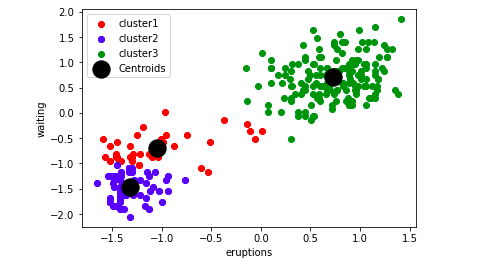 2.0
1.5
1.0
0.5
0.0
−0.5
−1.0
−1.5
−2.0
waiting
cluster1
cluster2
cluster3
Centroids
−1.5 −1.0 −0.5 0.0 0.5 1.0 1.5
eruptions